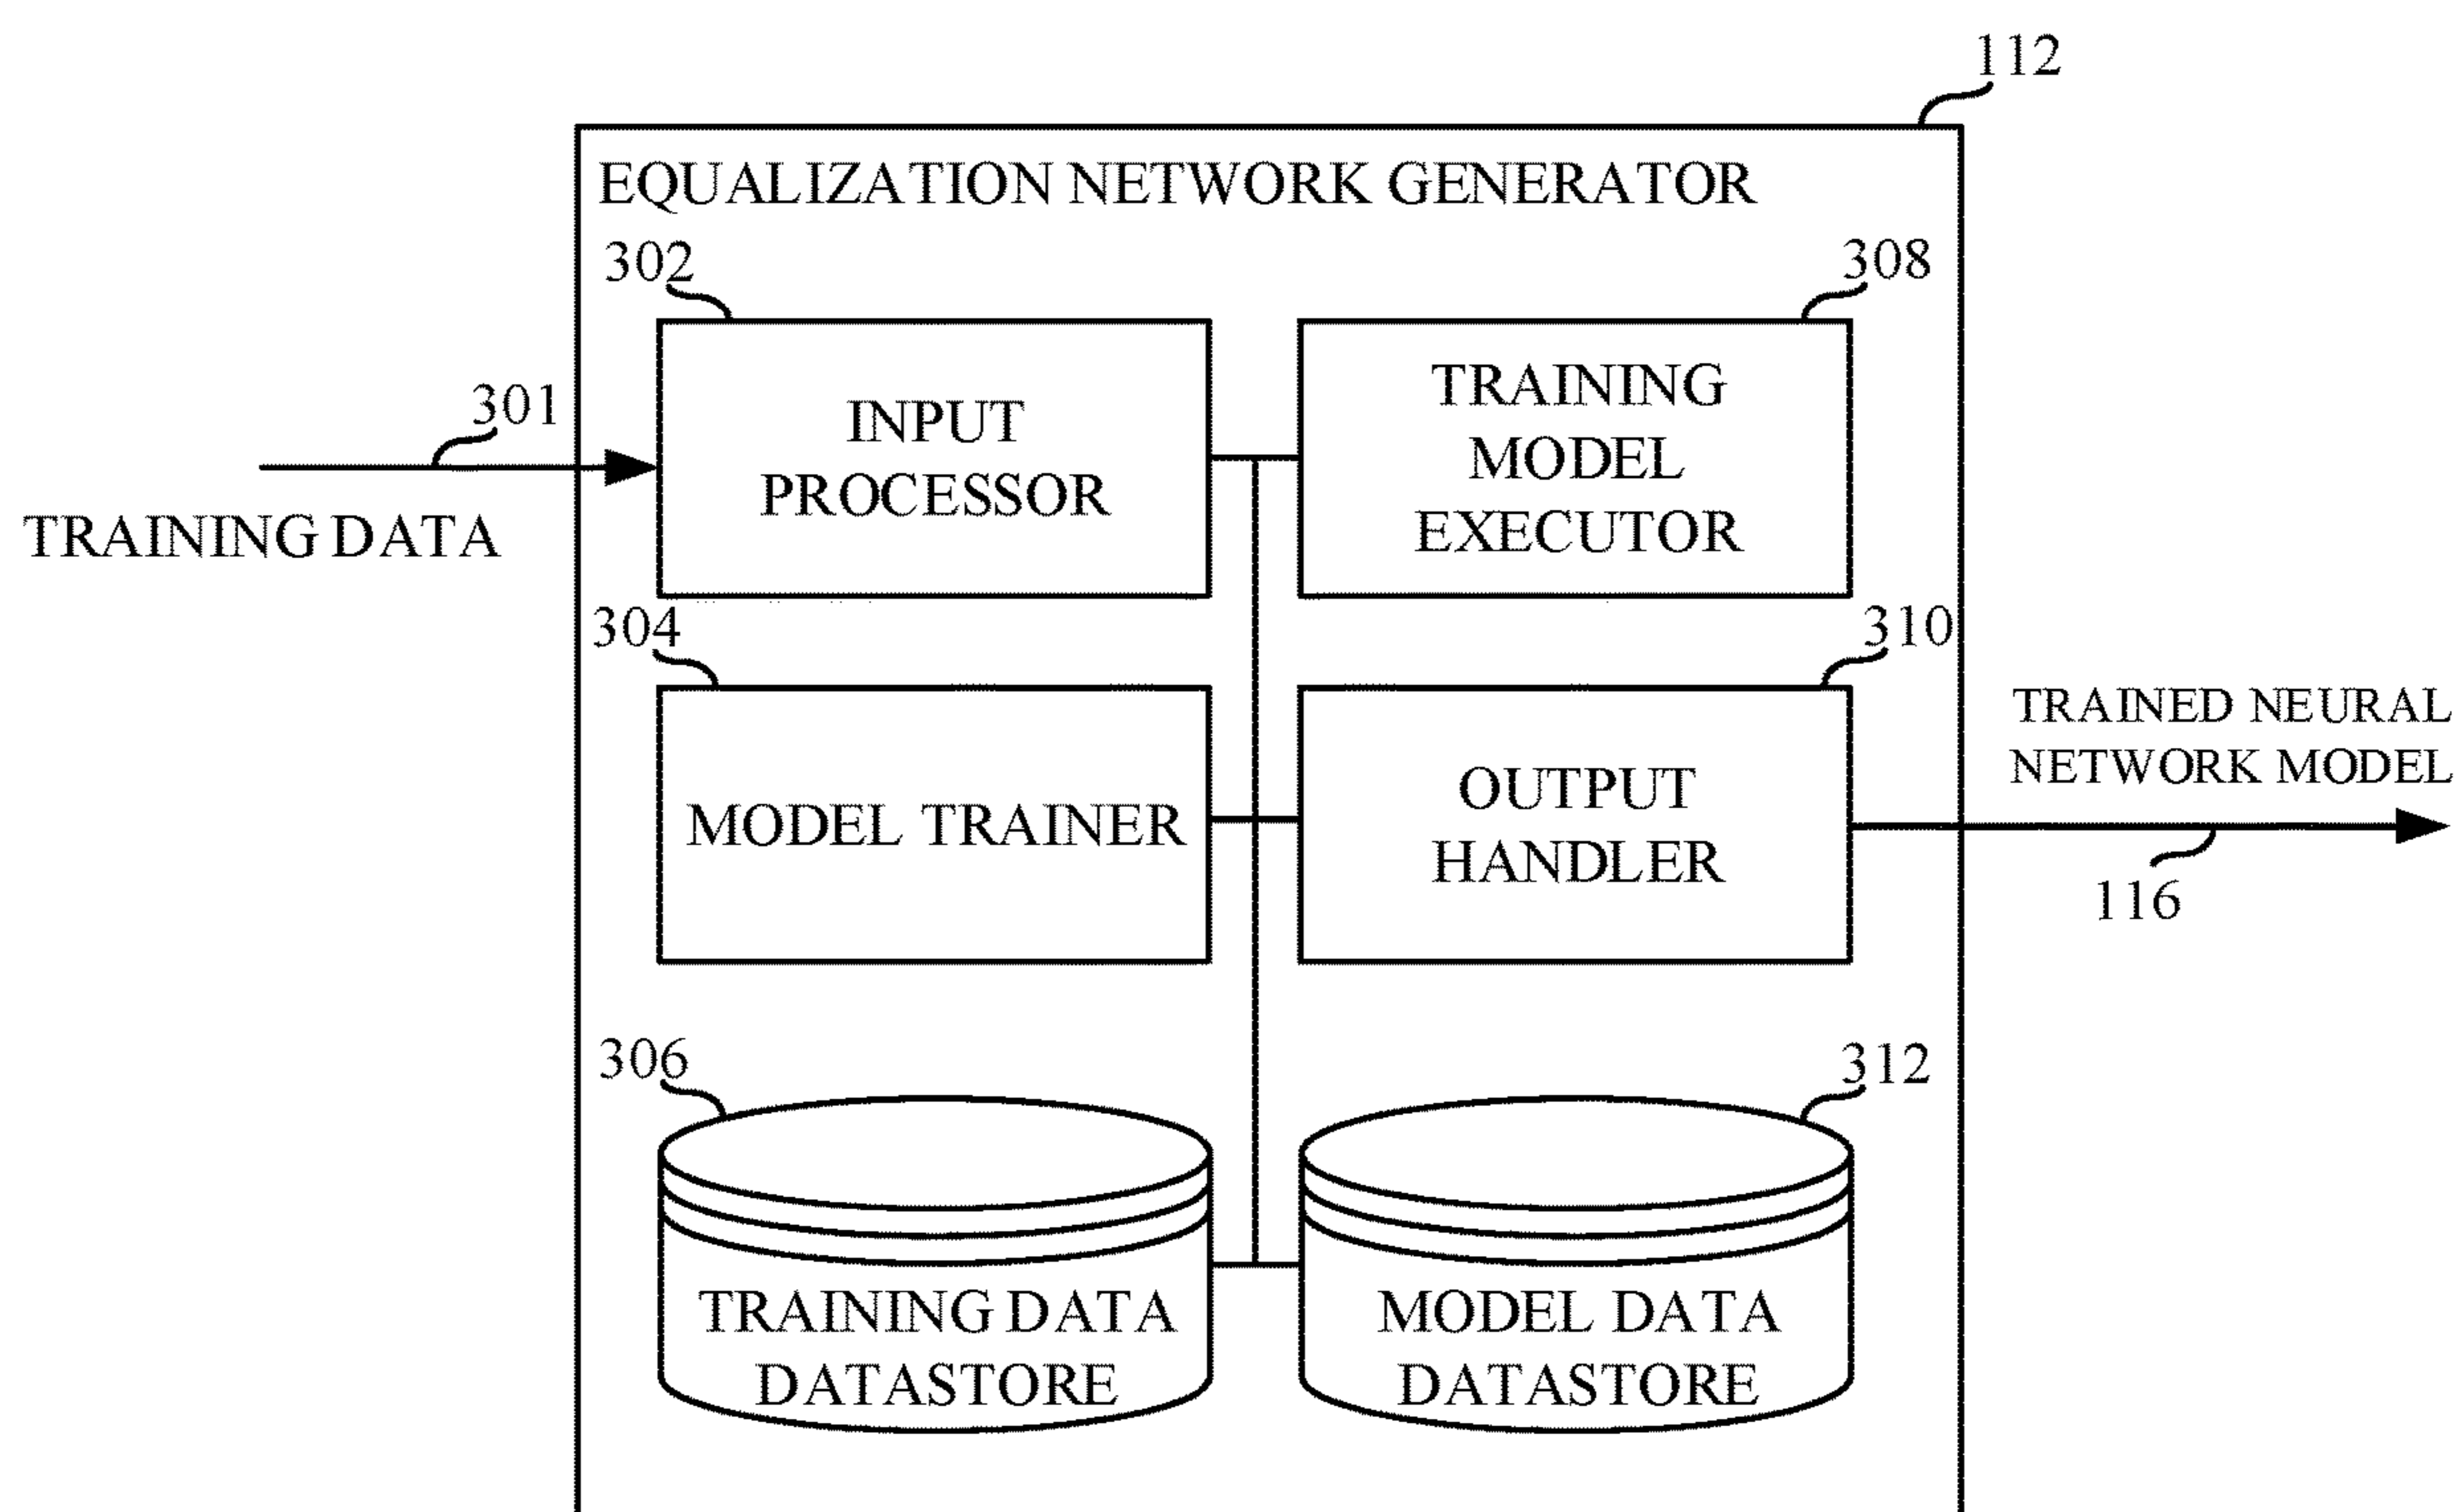 112
EQUALIZATION NETWORK GENERATOR
302
308
301
INPUT
PROCESSOR
TRAINING
MODEL
EXECUTOR
TRAINING DATA
304
310
MODEL TRAINER
OUTPUT
HANDLER
TRAINED NEURAL
NETWORK MODEL
116
306
312
TRAINING DATA
DATASTORE
MODEL DATA
DATASTORE